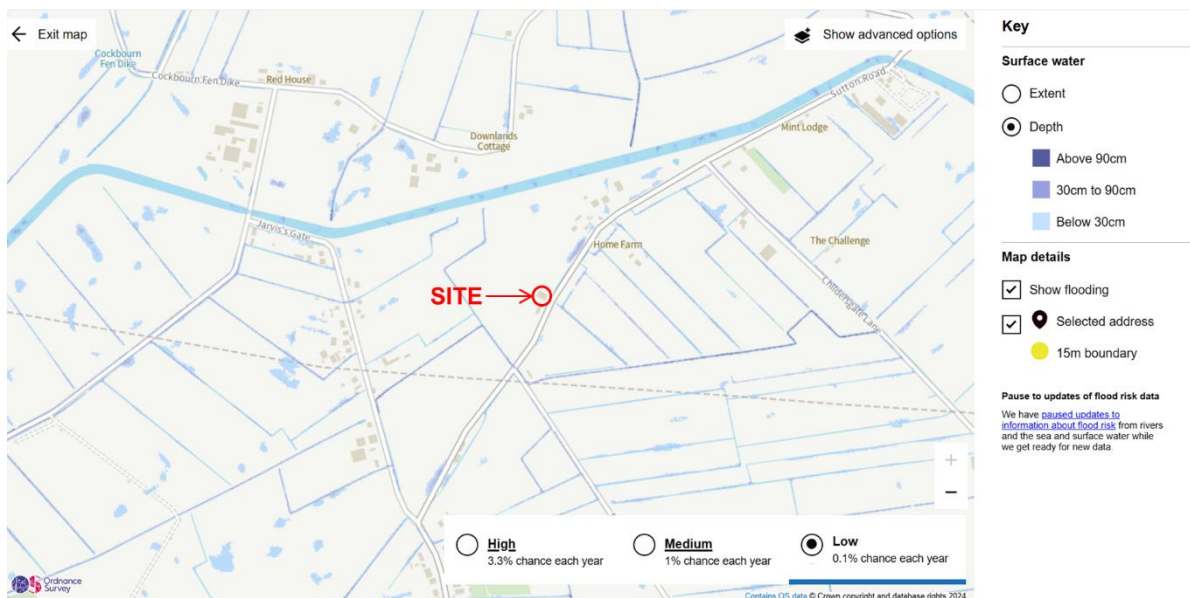 Exit map
Show advanced options
Cockbourn
Fen Dike
Cockbourn Fen Dike
Red House
Sutton Road
Downlands
Cottage
Mint Lodge
Jarvis's Gate
Home Farm
The Challenge
Childersgate Lane
SITE
High
3.3% chance each year
Medium
1% chance each year
Low
0.1% chance each year
Ordnance
Survey
Contains OS data © Crown copyright and database rights 2024
Key
Surface water
Extent
Depth
Above 90cm
30cm to 90cm
Below 30cm
Map details
Show flooding
Selected address
15m boundary
Pause to updates of flood risk data
We have paused updates to
information about flood risk from rivers
and the sea and surface water while
we get ready for new data.